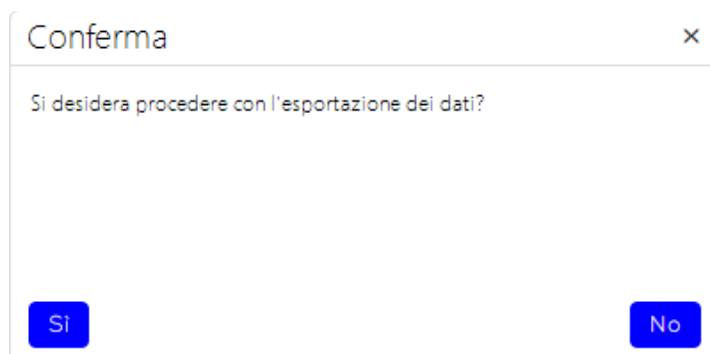 Conferma
Si desidera procedere con l'esportazione dei dati?
Sì
No